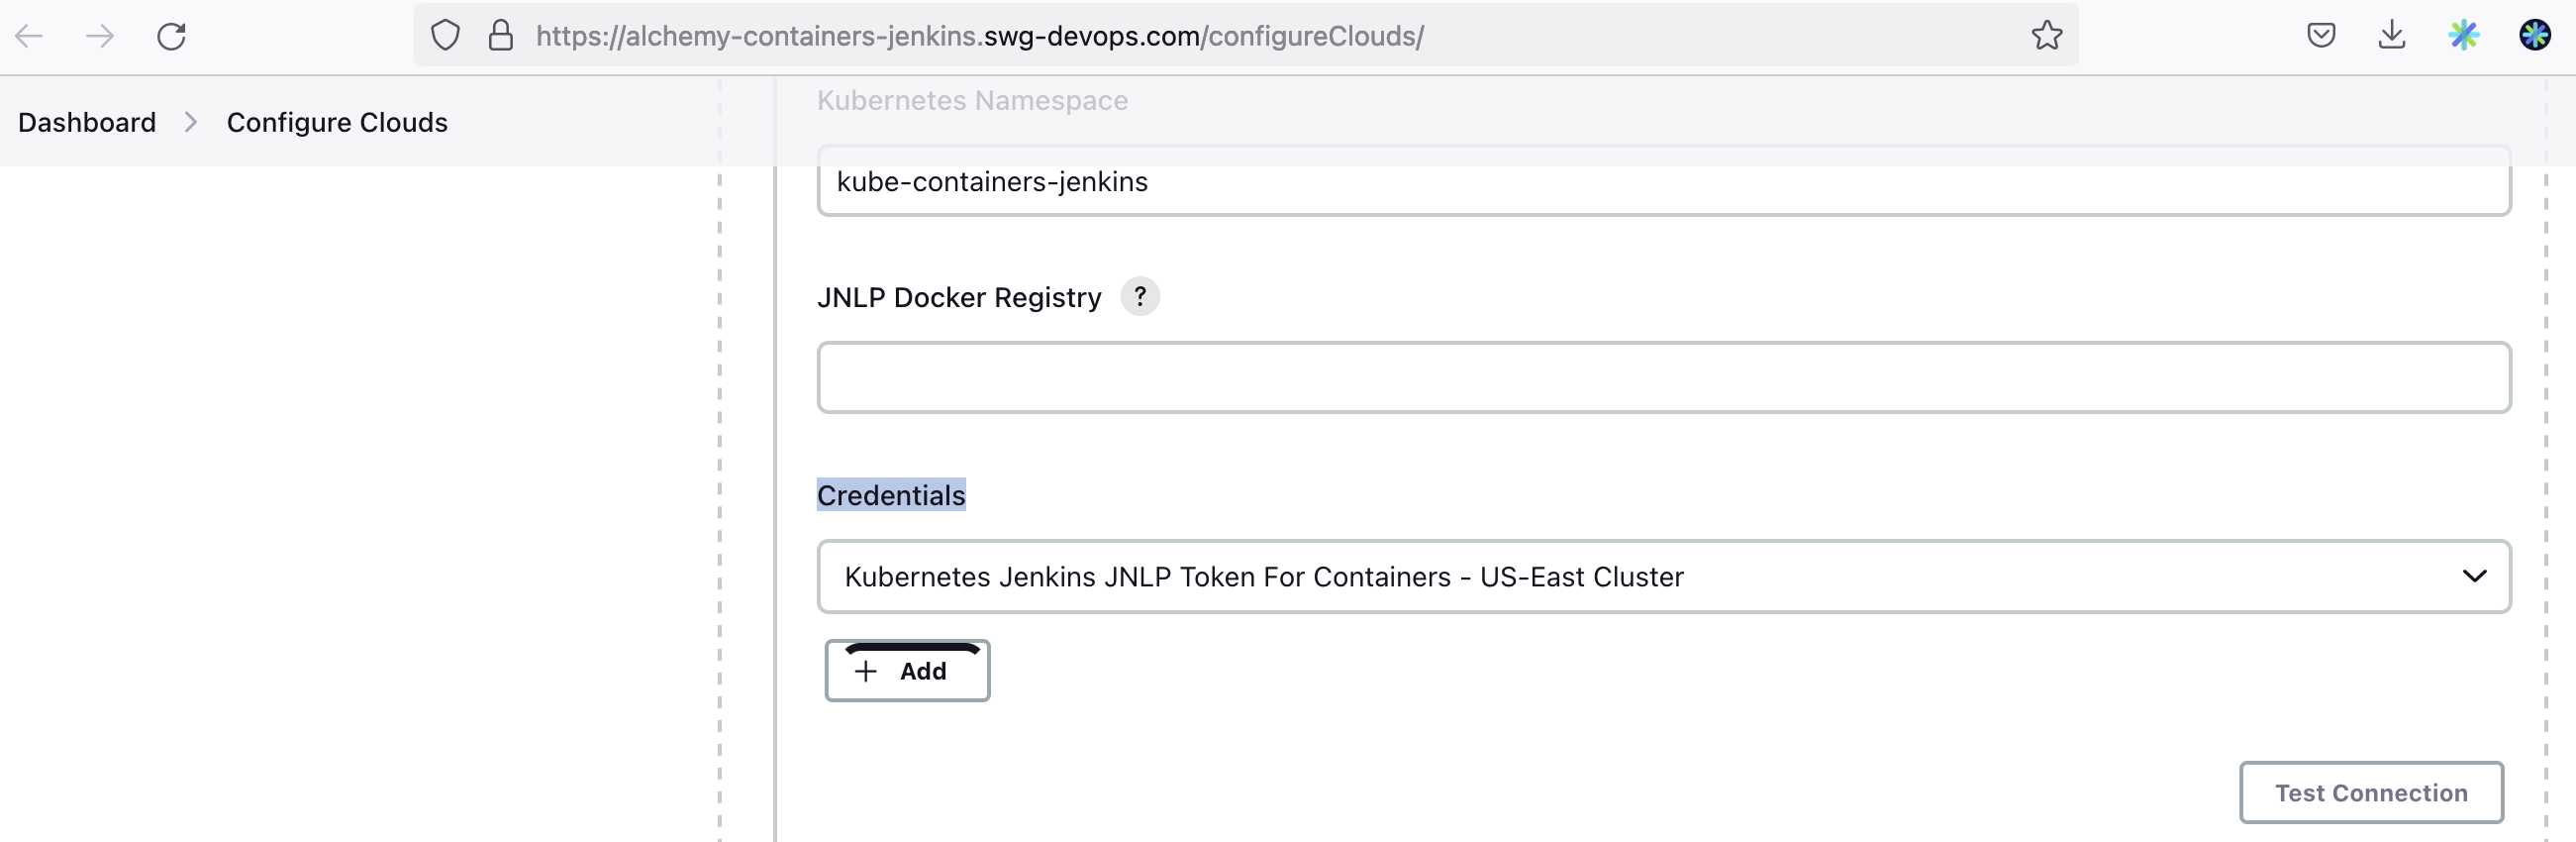 https://alchemy-containers-jenkins.swg-devops.com/configureClouds/
Dashboard
Configure Clouds
Kubernetes Namespace
kube-containers-jenkins
JNLP Docker Registry ?
Credentials
Kubernetes Jenkins JNLP Token For Containers - US-East Cluster
+ Add
Test Connection